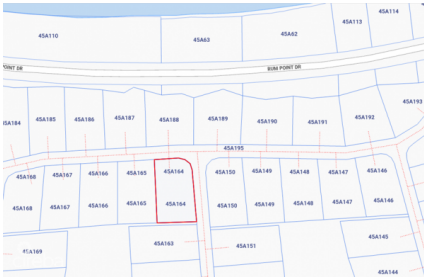 45A114
45A113
45A110
45A63
45A62
POINT DR
RUM POINT DR
45A193
45A184
45A185
45A186
45A187
45A188
45A189
45A190
45A191
45A192
45A195
45A168
45A167
45A166
45A165
45A164
45A150
45A149
45A148
45A147
45A146
45A168
45A167
45A166
45A165
45A164
45A150
45A149
45A148
45A147
45A146
45A169
45A163
45A151
45A145
45A144